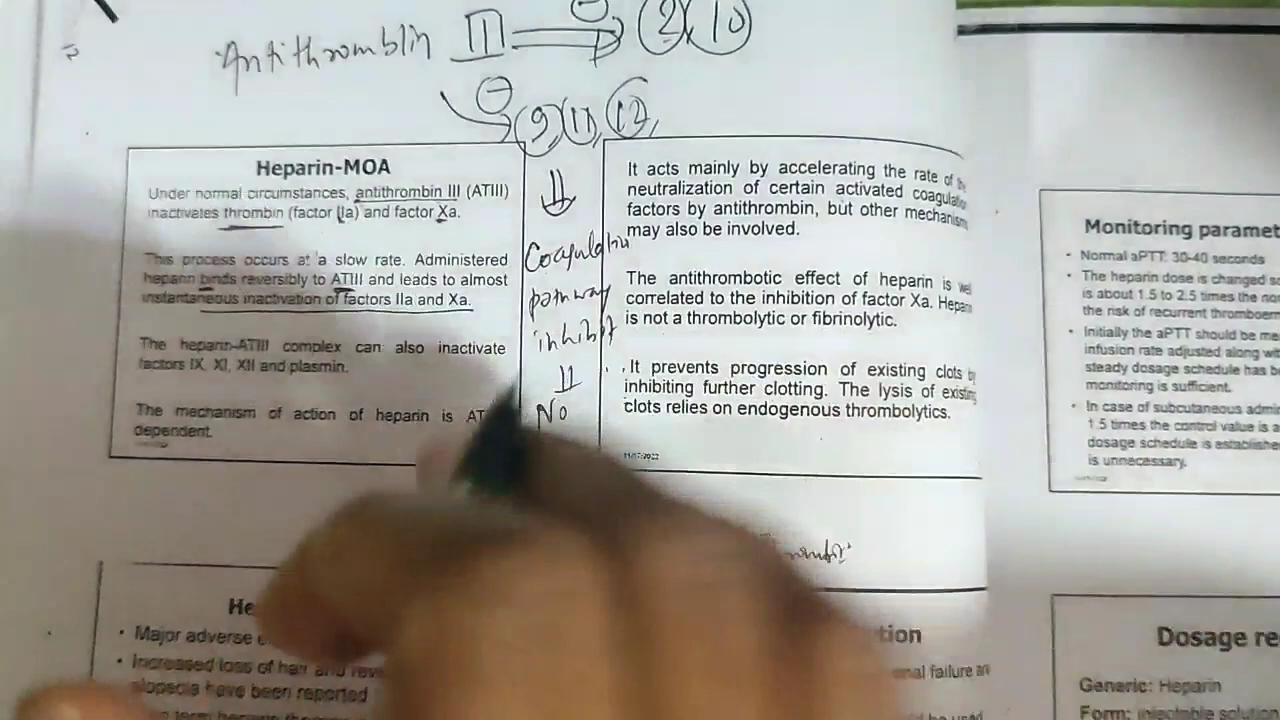 Antithrombin III ⊖ 2 10
⊖ 9 11 12
Heparin-MOA
Under normal circumstances, antithrombin III (ATIII)
inactivates thrombin (factor IIa) and factor Xa.
This process occurs at a slow rate. Administered
heparin binds reversibly to ATIII and leads to almost
instantaneous inactivation of factors IIa and Xa.
The heparin-ATIII complex can also inactivate
factors IX, XI, XII and plasmin.
The mechanism of action of heparin is
dependent.
Coagulation
pathway
inhibit
No
It acts mainly by accelerating the rate of
neutralization of certain activated
factors by antithrombin, but other
may also be involved.
The antithrombotic effect of heparin is
correlated to the inhibition of factor Xa.
is not a thrombolytic or fibrinolytic.
It prevents progression of existing clots
inhibiting further clotting. The lysis of
clots relies on endogenous thrombolytics.
Monitoring
• Normal aPTT: 30-40 seconds
• The heparin dose is changed
is about 1.5 to 2.5 times the
the risk of recurrent
• Initially the aPTT should be
infusion rate adjusted along
steady dosage schedule has
monitoring is sufficient.
• In case of subcutaneous
1.5 times the control value is
dosage schedule is
is unnecessary.
• Major adverse
• Increased loss of hair and
alopecia have been reported
failure
be used
Dosage
Generic: Heparin
Form: injectable solution